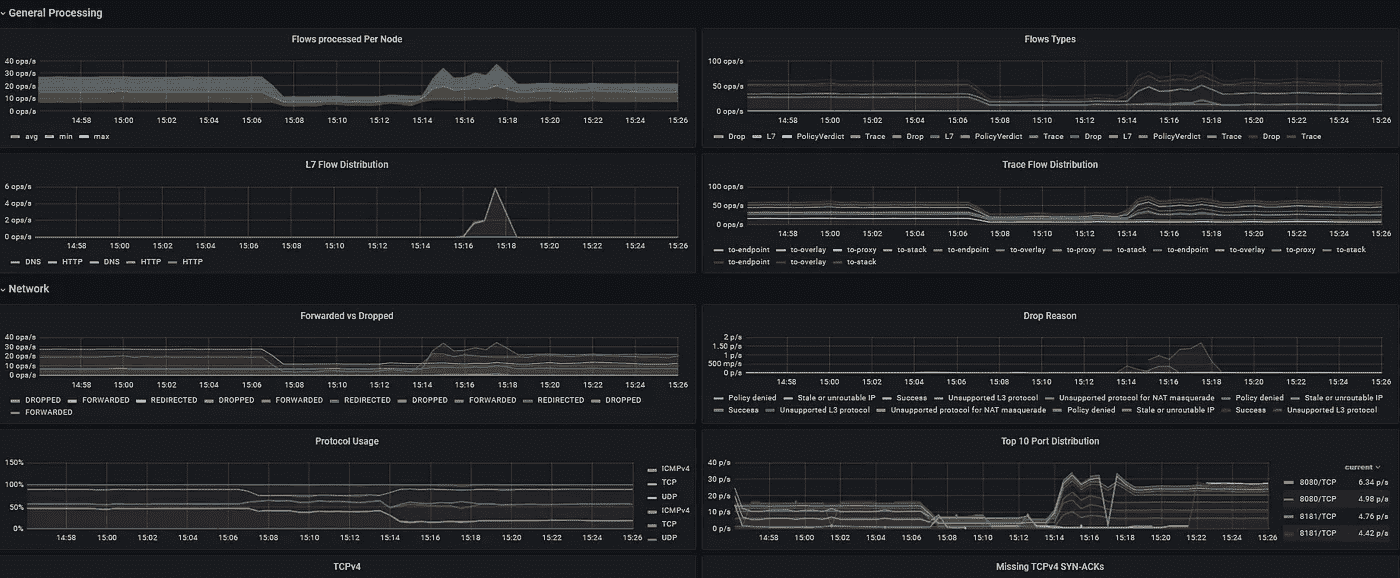 General Processing
Flows processed Per Node
40 ops/s
30 ops/s
20 ops/s
10 ops/s
0 ops/s
14:58 15:00 15:02 15:04 15:06 15:08 15:10 15:12 15:14 15:16 15:18 15:20 15:22 15:24 15:26
avg min max
Flows Types
100 ops/s
50 ops/s
0 ops/s
14:58 15:00 15:02 15:04 15:06 15:08 15:10 15:12 15:14 15:16 15:18 15:20 15:22 15:24 15:26
Drop L7 PolicyVerdict Trace Drop L7 PolicyVerdict Trace Drop L7 PolicyVerdict Trace Drop Trace
L7 Flow Distribution
6 ops/s
4 ops/s
2 ops/s
0 ops/s
14:58 15:00 15:02 15:04 15:06 15:08 15:10 15:12 15:14 15:16 15:18 15:20 15:22 15:24 15:26
DNS HTTP DNS HTTP HTTP
Trace Flow Distribution
100 ops/s
50 ops/s
0 ops/s
14:58 15:00 15:02 15:04 15:06 15:08 15:10 15:12 15:14 15:16 15:18 15:20 15:22 15:24 15:26
to-endpoint to-overlay to-proxy to-stack to-endpoint to-overlay to-proxy to-stack to-endpoint to-overlay to-proxy to-stack
to-endpoint to-overlay to-stack
Network
Forwarded vs Dropped
40 ops/s
30 ops/s
20 ops/s
10 ops/s
0 ops/s
14:58 15:00 15:02 15:04 15:06 15:08 15:10 15:12 15:14 15:16 15:18 15:20 15:22 15:24 15:26
DROPPED FORWARDED REDIRECTED DROPPED FORWARDED REDIRECTED DROPPED FORWARDED REDIRECTED DROPPED
FORWARDED
Drop Reason
2 p/s
1.50 p/s
1 p/s
500 mp/s
0 p/s
14:58 15:00 15:02 15:04 15:06 15:08 15:10 15:12 15:14 15:16 15:18 15:20 15:22 15:24 15:26
Policy denied Stale or unroutable IP Success Unsupported L3 protocol Unsupported protocol for NAT masquerade Policy denied Stale or unroutable IP
Success Unsupported L3 protocol Unsupported protocol for NAT masquerade Policy denied Stale or unroutable IP Success Unsupported L3 protocol
Protocol Usage
150%
100%
50%
0%
14:58 15:00 15:02 15:04 15:06 15:08 15:10 15:12 15:14 15:16 15:18 15:20 15:22 15:24 15:26
ICMPv4
TCP
UDP
ICMPv4
TCP
UDP
Top 10 Port Distribution
40 p/s
30 p/s
20 p/s
10 p/s
0 p/s
14:58 15:00 15:02 15:04 15:06 15:08 15:10 15:12 15:14 15:16 15:18 15:20 15:22 15:24 15:26
current
8080/TCP 6.34 p/s
8080/TCP 4.98 p/s
8181/TCP 4.76 p/s
8181/TCP 4.42 p/s
TCPv4
Missing TCPv4 SYN-ACKs